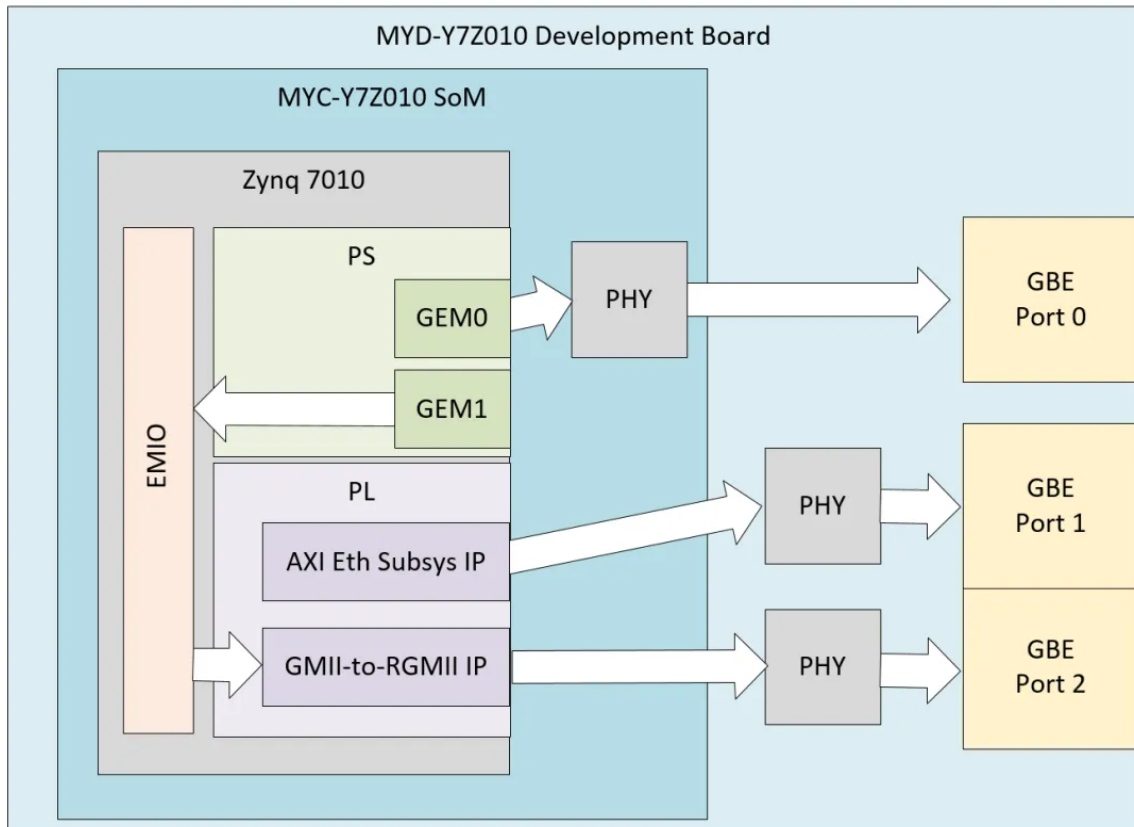 MYD-Y7Z010 Development Board
MYC-Y7Z010 SoM
Zynq 7010
PS
GEM0
PHY
GBE
Port 0
GEM1
EMIO
PL
AXI Eth Subsys IP
PHY
GBE
Port 1
GMII-to-RGMII IP
PHY
GBE
Port 2